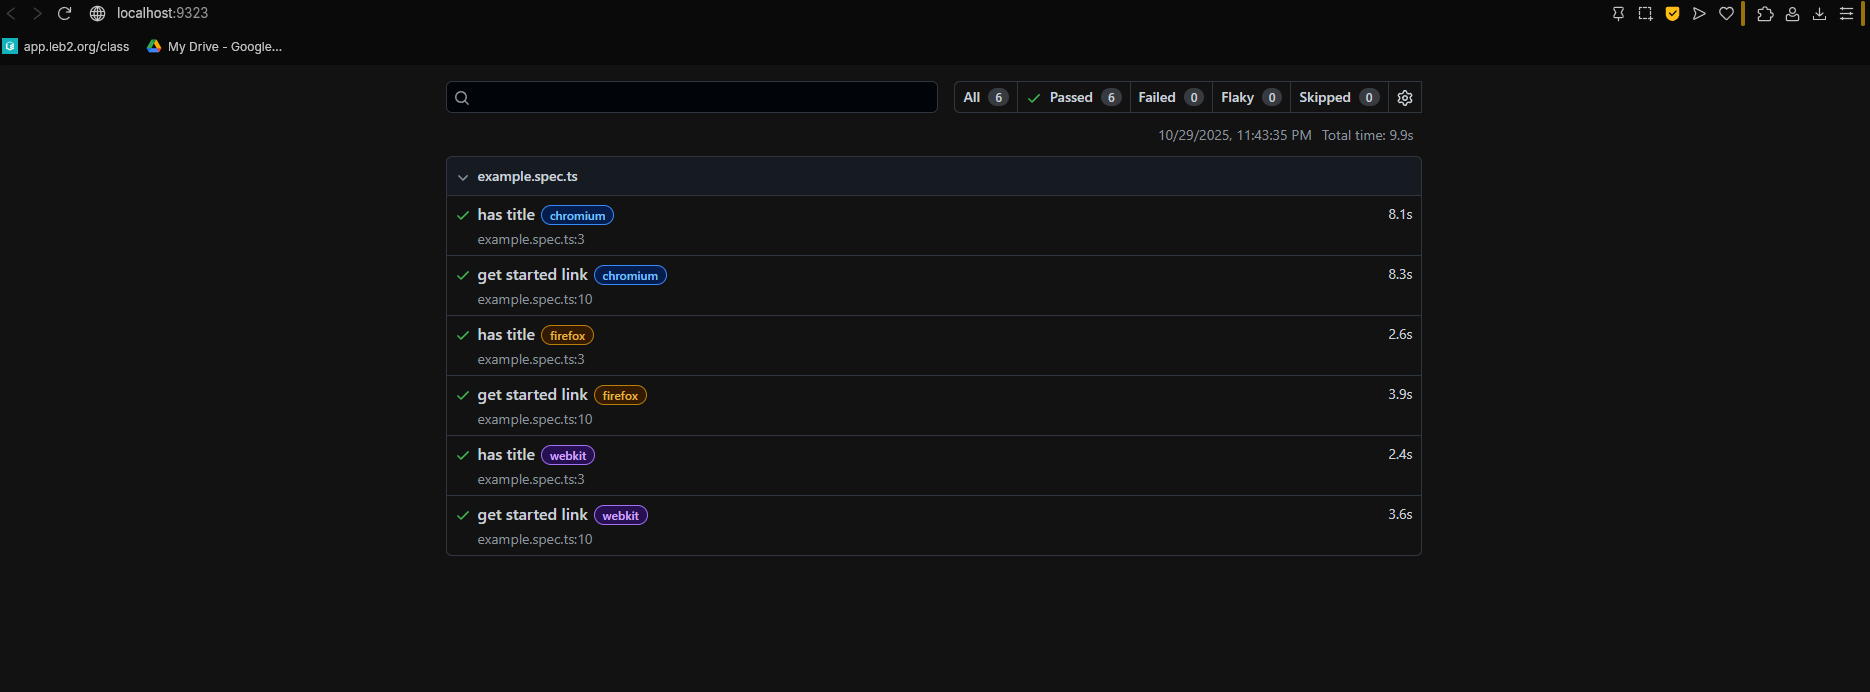 localhost:9323
app.leb2.org/class My Drive - Google...
All 6 Passed 6 Failed 0 Flaky 0 Skipped 0
10/29/2025, 11:43:35 PM Total time: 9.9s
example.spec.ts
has title chromium 8.1s
example.spec.ts:3
get started link chromium 8.3s
example.spec.ts:10
has title firefox 2.6s
example.spec.ts:3
get started link firefox 3.9s
example.spec.ts:10
has title webkit 2.4s
example.spec.ts:3
get started link webkit 3.6s
example.spec.ts:10